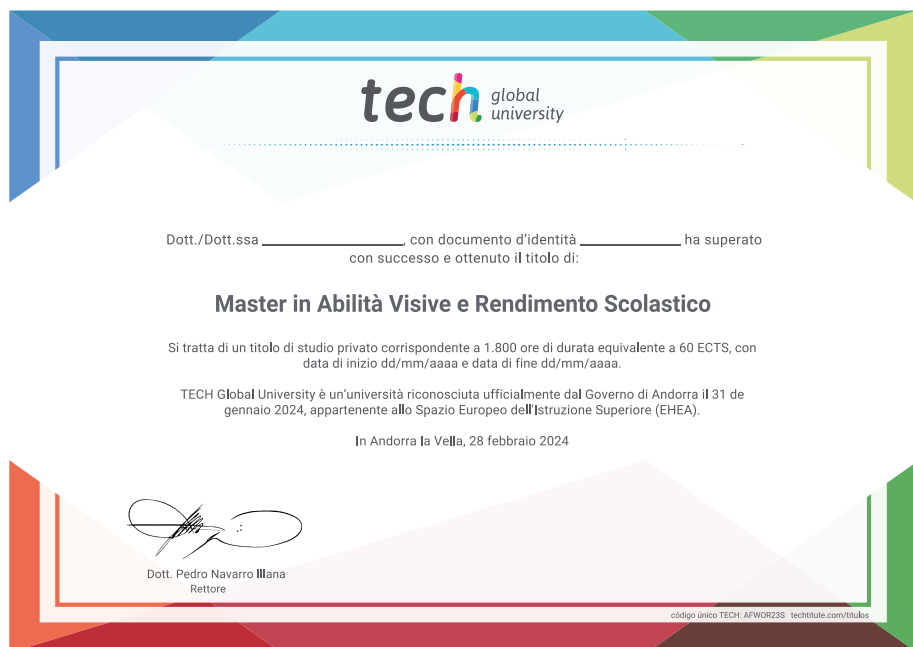 tech global university
Dott./Dott.ssa ________________, con documento d'identità ____________ ha superato
con successo e ottenuto il titolo di:
Master in Abilità Visive e Rendimento Scolastico
Si tratta di un titolo di studio privato corrispondente a 1.800 ore di durata equivalente a 60 ECTS, con
data di inizio dd/mm/aaaa e data di fine dd/mm/aaaa.
TECH Global University è un'università riconosciuta ufficialmente dal Governo di Andorra il 31 de
gennaio 2024, appartenente allo Spazio Europeo dell'Istruzione Superiore (EHEA).
In Andorra la Vella, 28 febbraio 2024
Dott. Pedro Navarro Illana
Rettore
código único TECH: AFWOR23S techtitute.com/titulos